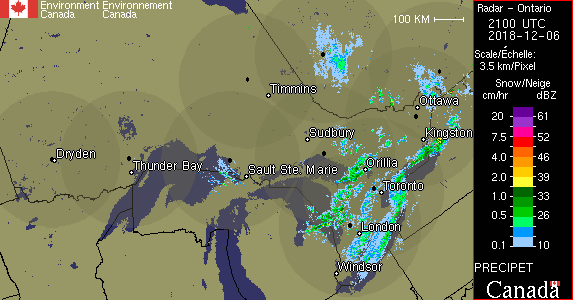 Environment Environnement
Canada Canada
100 KM
Timmins
Ottawa
Sudbury
Kingston
Dryden
Thunder Bay
Sault Ste. Marie
Orillia
Toronto
London
Windsor
Radar - Ontario
2100 UTC
2018-12-06
Scale/Échelle:
3.5 km/Pixel
Snow/Neige
cm/hr dBZ
20 61
7.5 52
4.0 46
2.0 39
1.0 33
0.5 26
0.1 10
PRECIPET
Canada